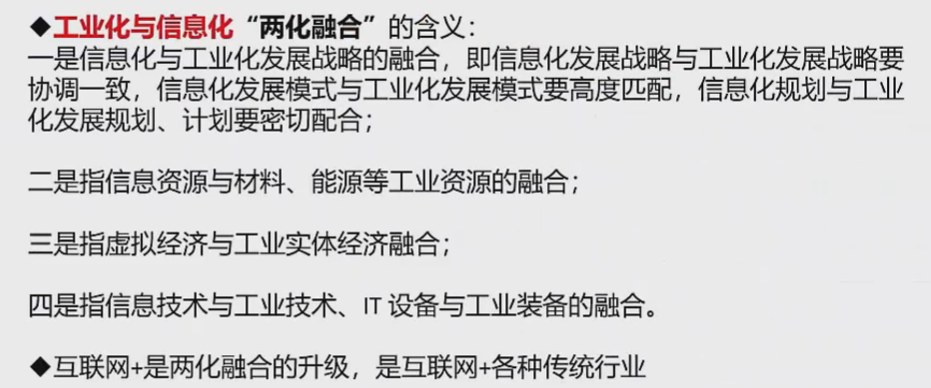 ◆工业化与信息化“两化融合”的含义：
一是信息化与工业化发展战略的融合，即信息化发展战略与工业化发展战略要
协调一致，信息化发展模式与工业化发展模式要高度匹配，信息化规划与工业
化发展规划、计划要密切配合；
二是指信息资源与材料、能源等工业资源的融合；
三是指虚拟经济与工业实体经济融合；
四是指信息技术与工业技术、IT 设备与工业装备的融合。
◆互联网+是两化融合的升级，是互联网+各种传统行业